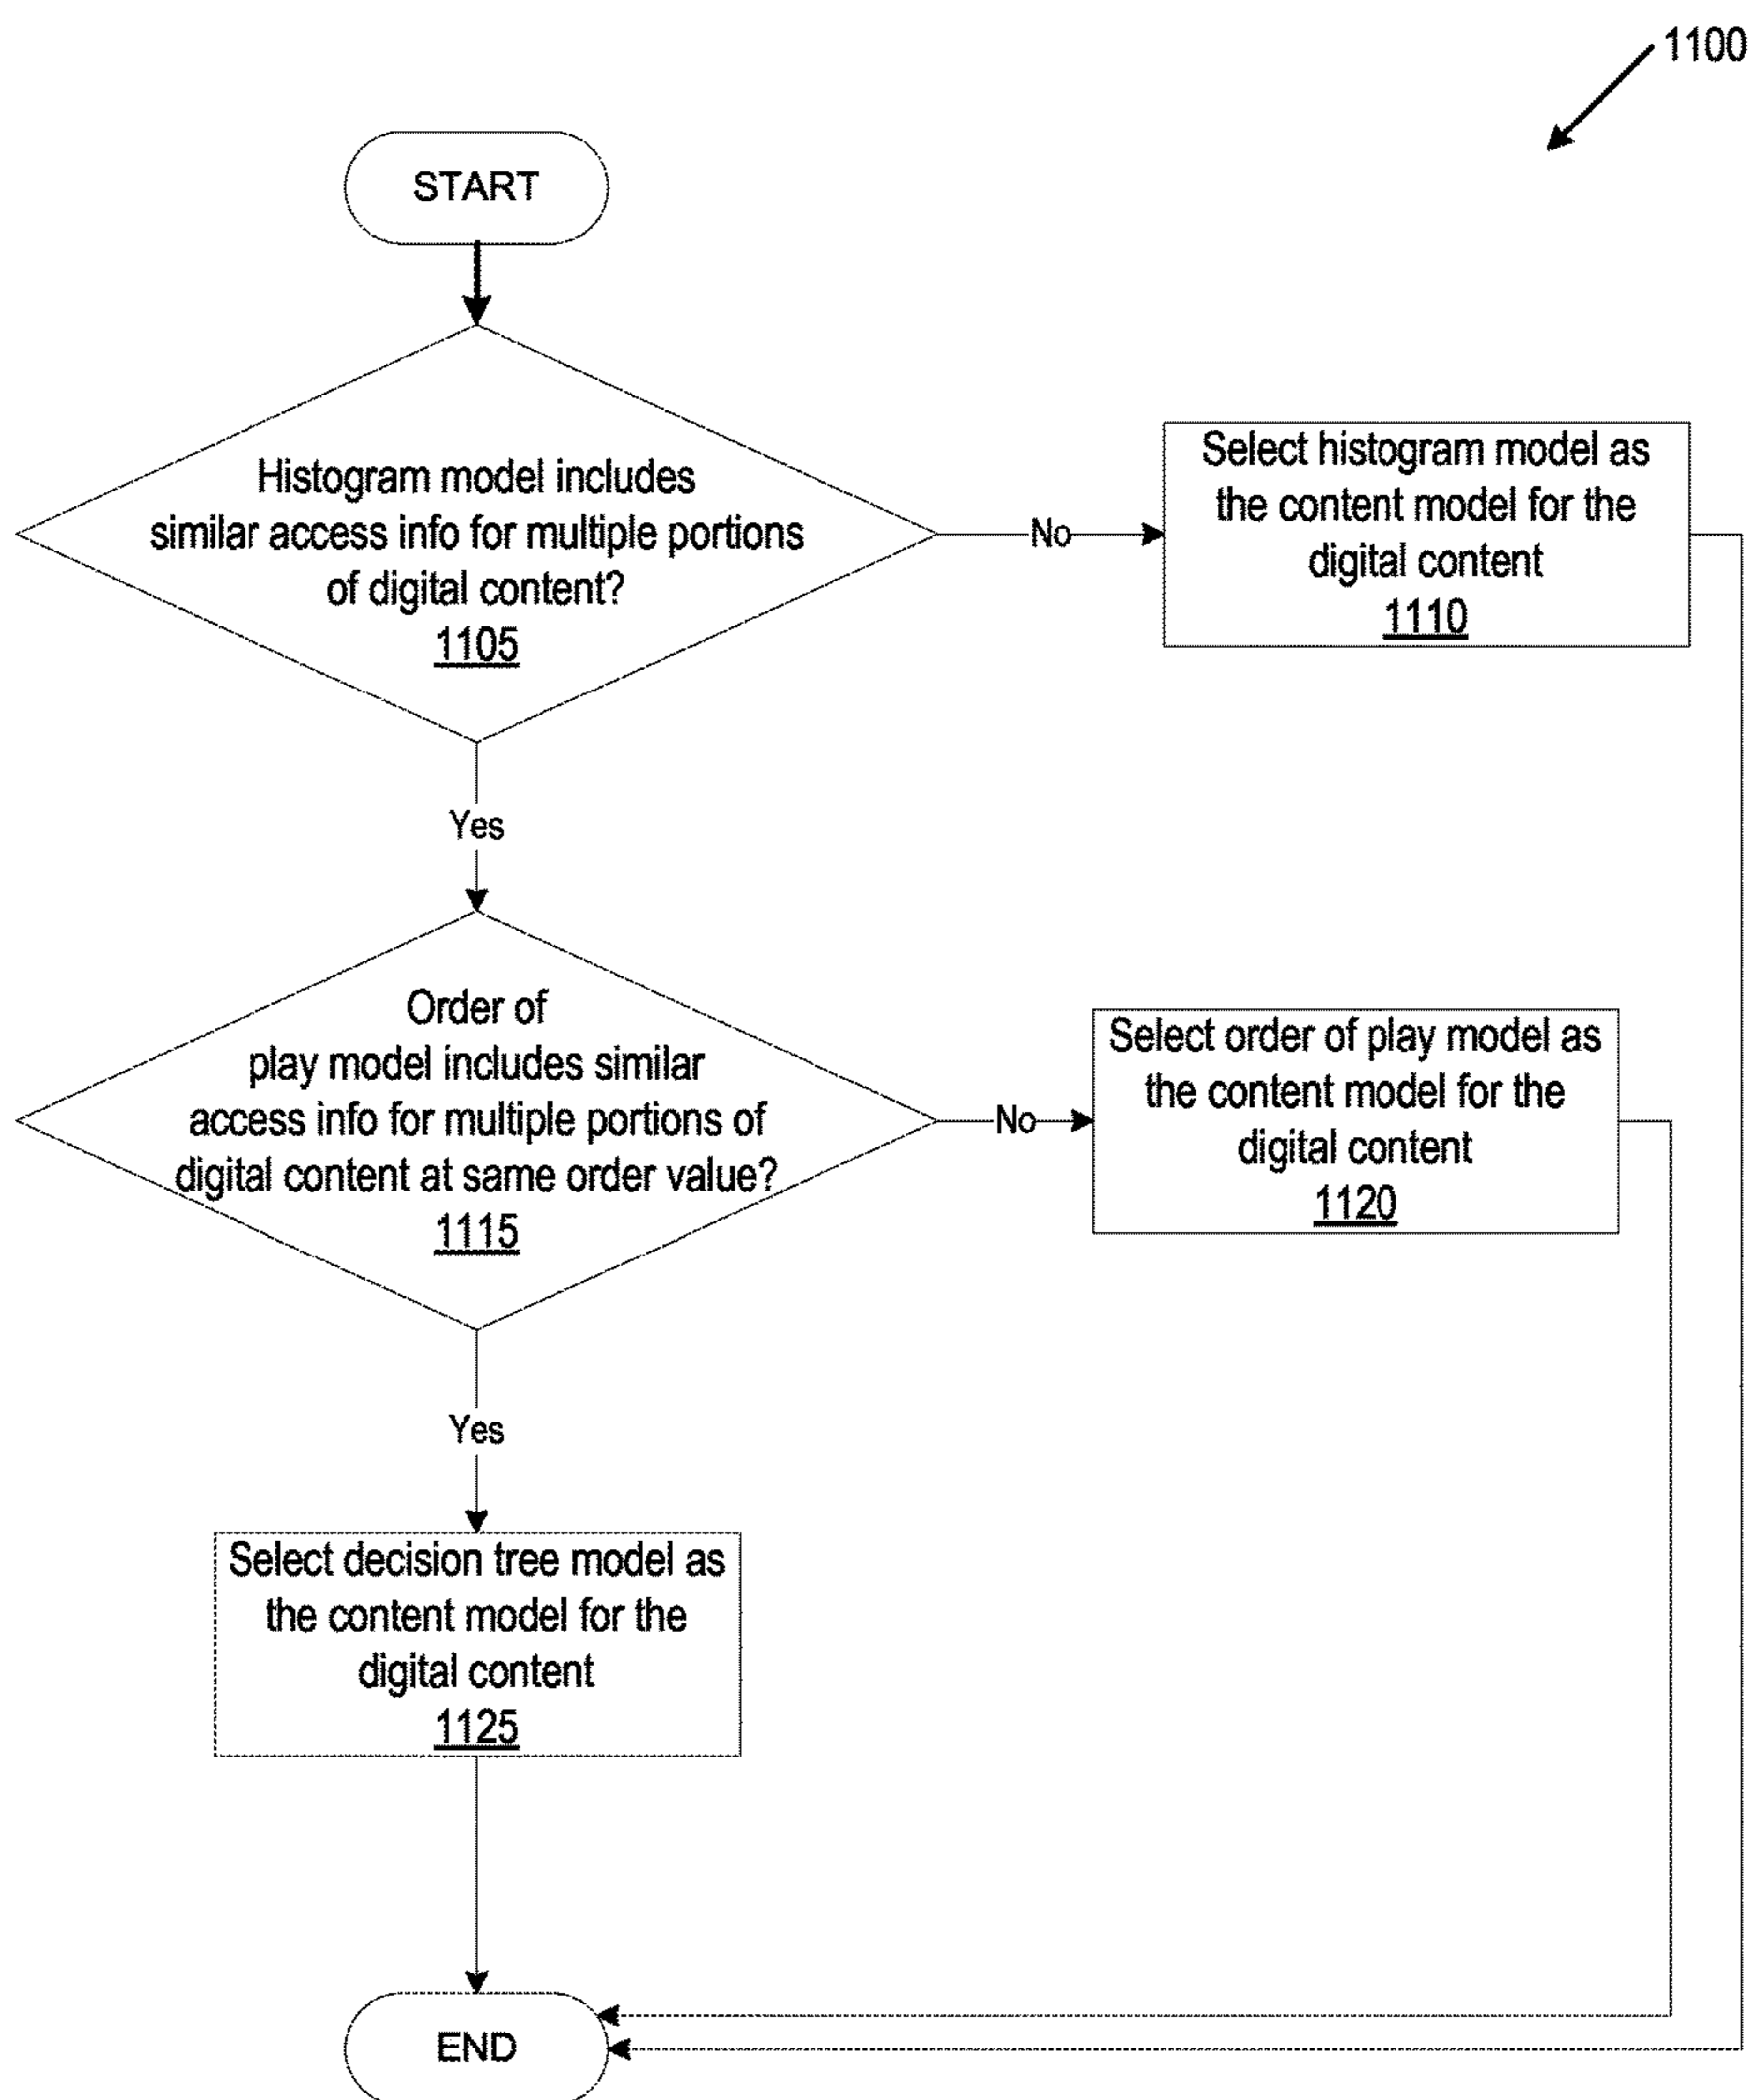 1100
START
Histogram model includes
similar access info for multiple portions
of digital content?
1105
No
Select histogram model as
the content model for the
digital content
1110
Yes
Order of
play model includes similar
access info for multiple portions of
digital content at same order value?
1115
No
Select order of play model as
the content model for the
digital content
1120
Yes
Select decision tree model as
the content model for the
digital content
1125
END